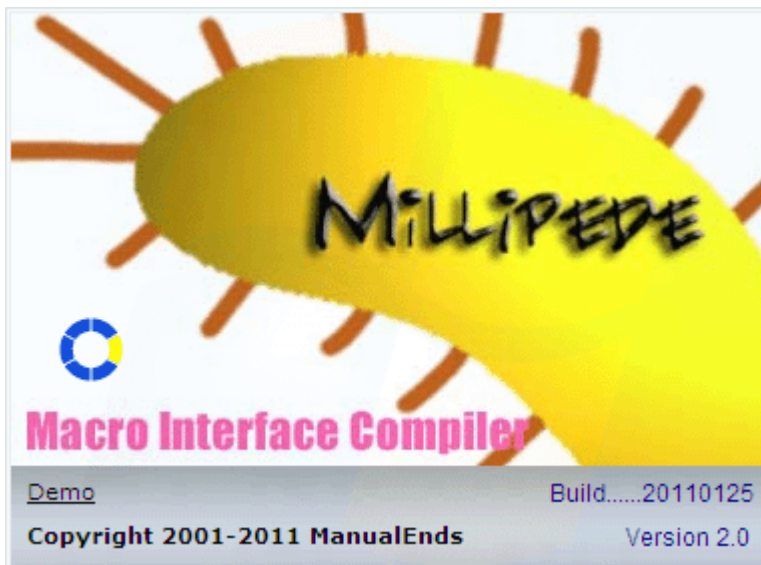 MiLLiPEDE
Macro Interface Compiler
Demo
Build......20110125
Copyright 2001-2011 ManualEnds
Version 2.0